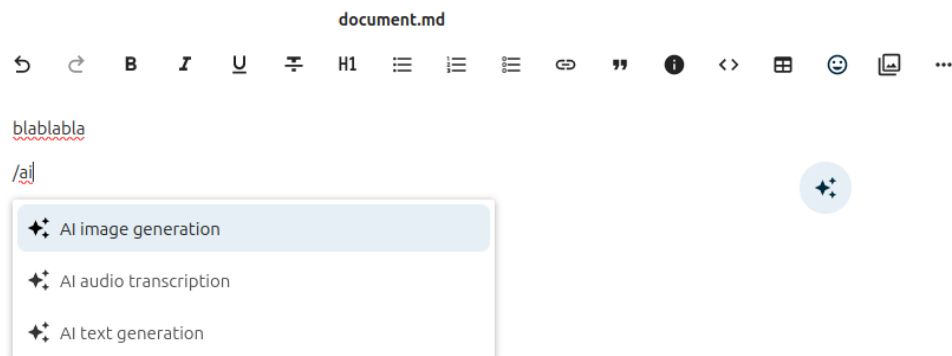 document.md
B I U H1
blablabla
/ai
AI image generation
AI audio transcription
AI text generation